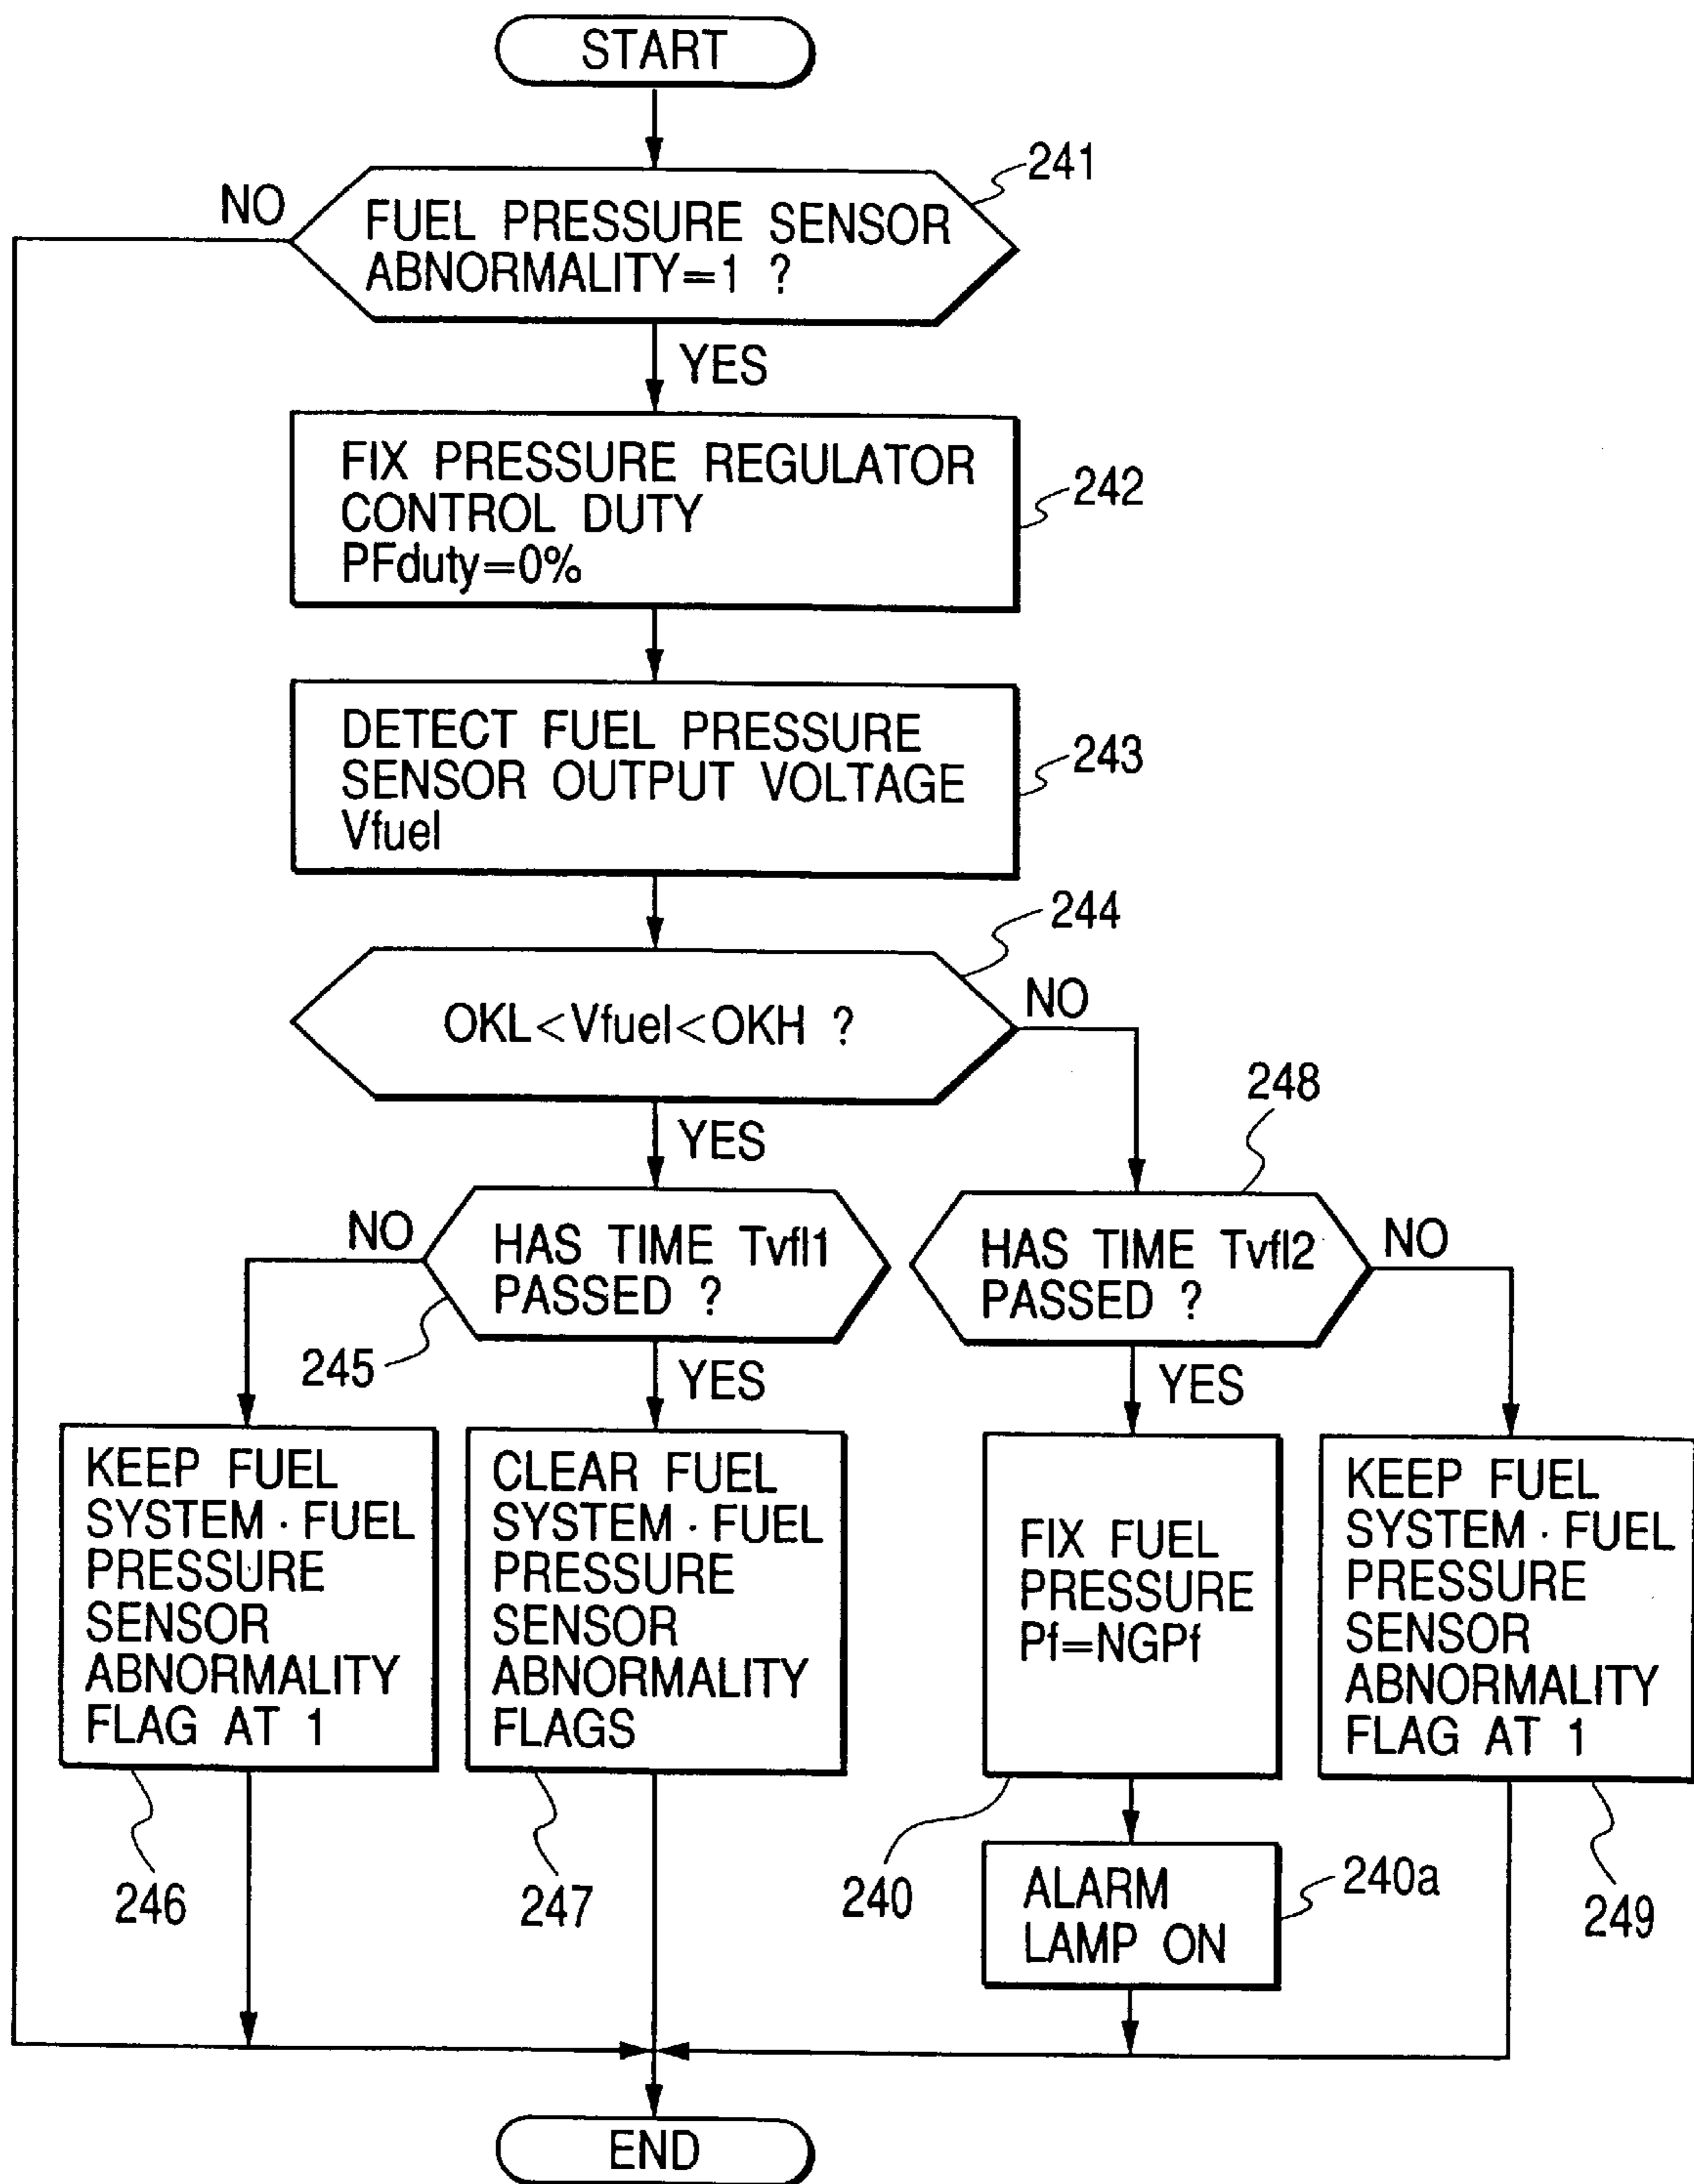 START
241
NO
FUEL PRESSURE SENSOR
ABNORMALITY=1 ?
YES
FIX PRESSURE REGULATOR
CONTROL DUTY
PFduty=0%
242
DETECT FUEL PRESSURE
SENSOR OUTPUT VOLTAGE
Vfuel
243
244
OKL<Vfuel<OKH ?
NO
248
YES
NO
HAS TIME Tvfl1
PASSED ?
245
HAS TIME Tvfl2
PASSED ?
NO
YES
YES
KEEP FUEL
SYSTEM · FUEL
PRESSURE
SENSOR
ABNORMALITY
FLAG AT 1
246
CLEAR FUEL
SYSTEM · FUEL
PRESSURE
SENSOR
ABNORMALITY
FLAGS
247
FIX FUEL
PRESSURE
Pf=NGPf
240
KEEP FUEL
SYSTEM · FUEL
PRESSURE
SENSOR
ABNORMALITY
FLAG AT 1
249
ALARM
LAMP ON
240a
END